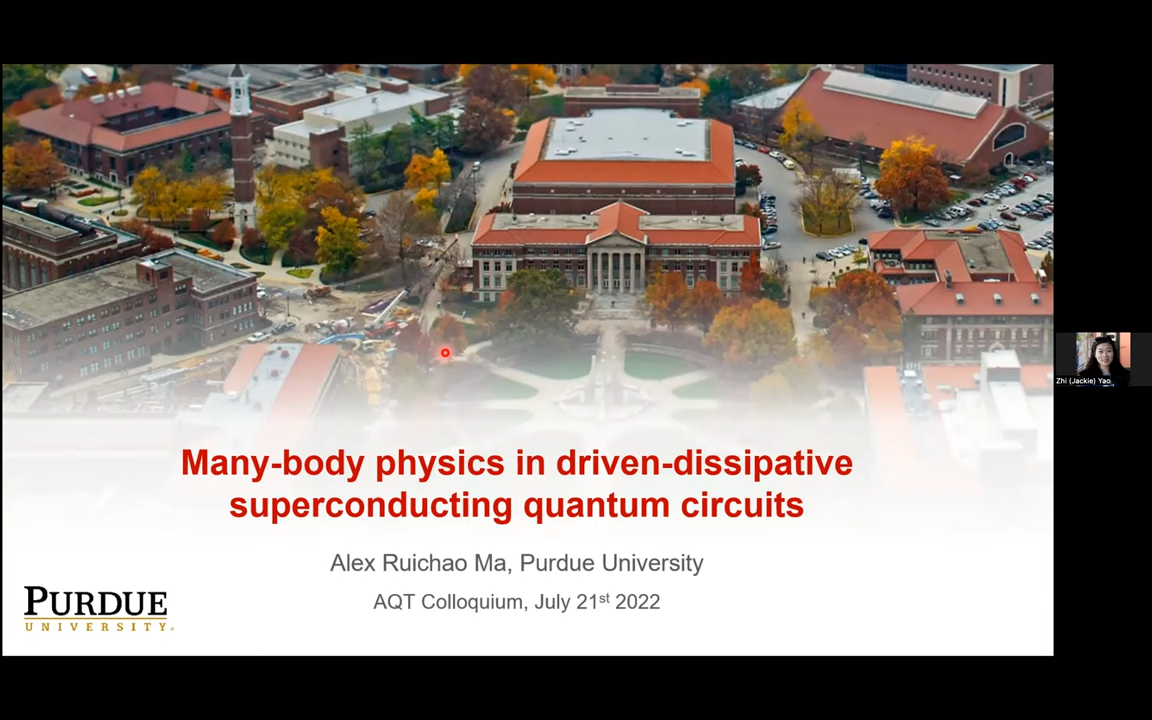 Zhi (Jackie) Yao
Many-body physics in driven-dissipative
superconducting quantum circuits
Alex Ruichao Ma, Purdue University
AQT Colloquium, July 21st 2022
PURDUE
UNIVERSITY®